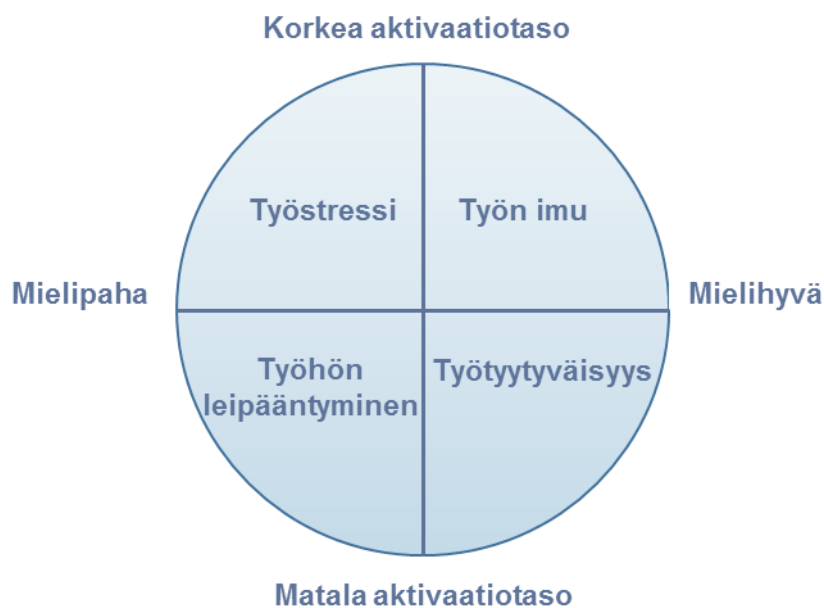 Korkea aktivaatiotaso
Työstressi
Työn imu
Mielipaha
Mielihyvä
Työhön
leipääntyminen
Työtyytyväisyys
Matala aktivaatiotaso